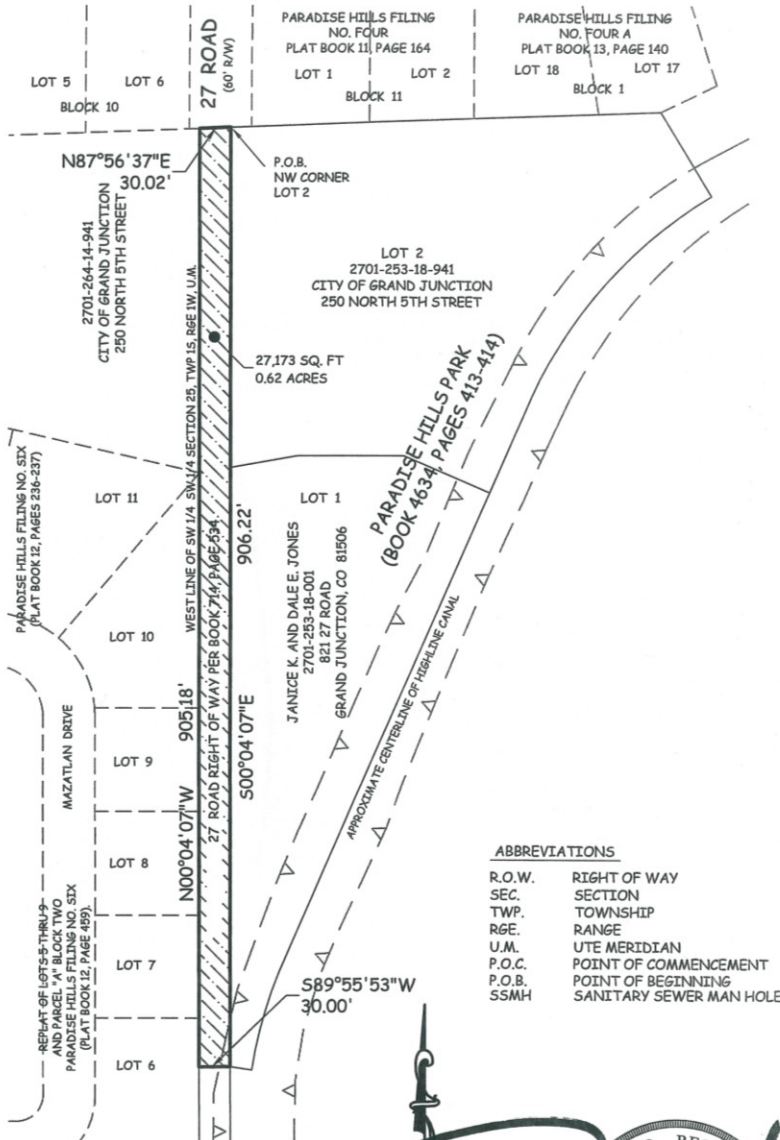 PARADISE HILLS FILING
NO. FOUR
PLAT BOOK 11, PAGE 164
PARADISE HILLS FILING
NO. FOUR A
PLAT BOOK 13, PAGE 140
27 ROAD
(60' R/W)
LOT 5
LOT 6
BLOCK 10
LOT 1
LOT 2
BLOCK 11
LOT 18
LOT 17
BLOCK 1
N87°56'37"E
30.02'
P.O.B.
NW CORNER
LOT 2
2701-264-14-941
CITY OF GRAND JUNCTION
250 NORTH 5TH STREET
LOT 2
2701-253-18-941
CITY OF GRAND JUNCTION
250 NORTH 5TH STREET
27,173 SQ. FT
0.62 ACRES
WEST LINE OF SW 1/4 SW 1/4 SECTION 25, TWP 1S, RGE 1W, U.M.
PARADISE HILLS PARK
(BOOK 4634, PAGES 413-414)
PARADISE HILLS FILING NO. SIX
(PLAT BOOK 12, PAGES 236-237)
LOT 11
LOT 10
LOT 1
JANICE K. AND DALE E. JONES
2701-253-18-001
821 27 ROAD
GRAND JUNCTION, CO 81506
906.22'
S00°04'07"E
27 ROAD RIGHT OF WAY PER BOOK 711, PAGE 534
905.18'
N00°04'07"W
APPROXIMATE CENTERLINE OF HIGHLINE CANAL
MAZATLAN DRIVE
LOT 9
LOT 8
LOT 7
LOT 6
REPLAT OF LOTS 5 THRU 9
AND PARCEL "A" BLOCK TWO
PARADISE HILLS FILING NO. SIX
(PLAT BOOK 12, PAGE 459)
S89°55'53"W
30.00'
ABBREVIATIONS
R.O.W. RIGHT OF WAY
SEC. SECTION
TWP. TOWNSHIP
RGE. RANGE
U.M. UTE MERIDIAN
P.O.C. POINT OF COMMENCEMENT
P.O.B. POINT OF BEGINNING
SSMH SANITARY SEWER MAN HOLE